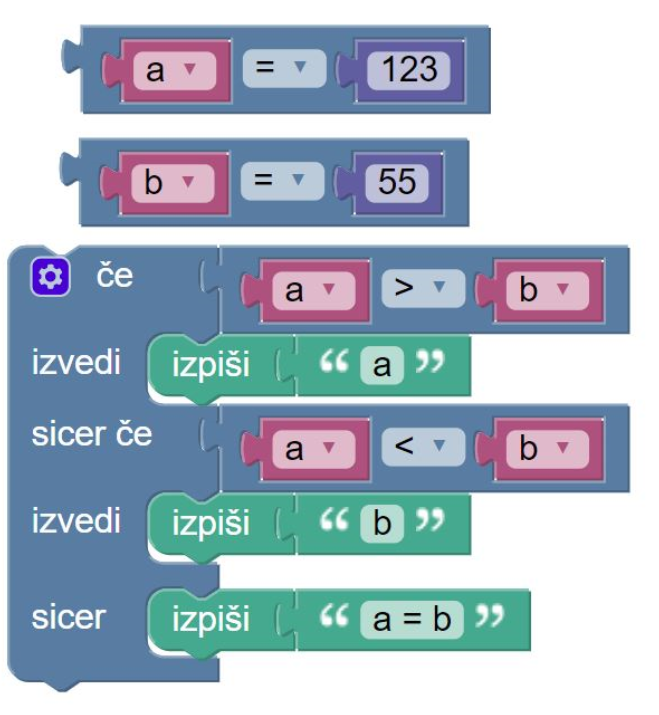 a = 123
b = 55
če a > b
izvedi izpiši “ a ”
sicer če a < b
izvedi izpiši “ b ”
sicer izpiši “ a = b ”